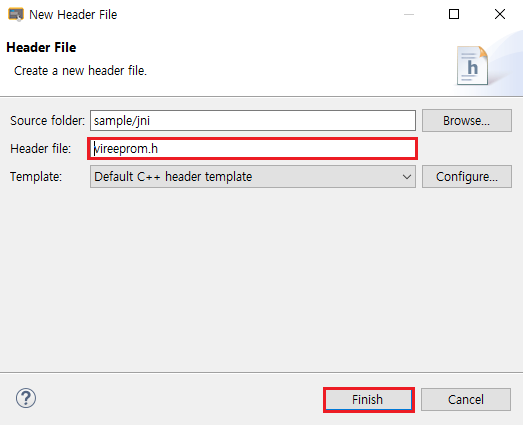 New Header File
Header File
Create a new header file.
h
Source folder: sample/jni Browse...
Header file: vireeprom.h
Template: Default C++ header template Configure...
? Finish Cancel